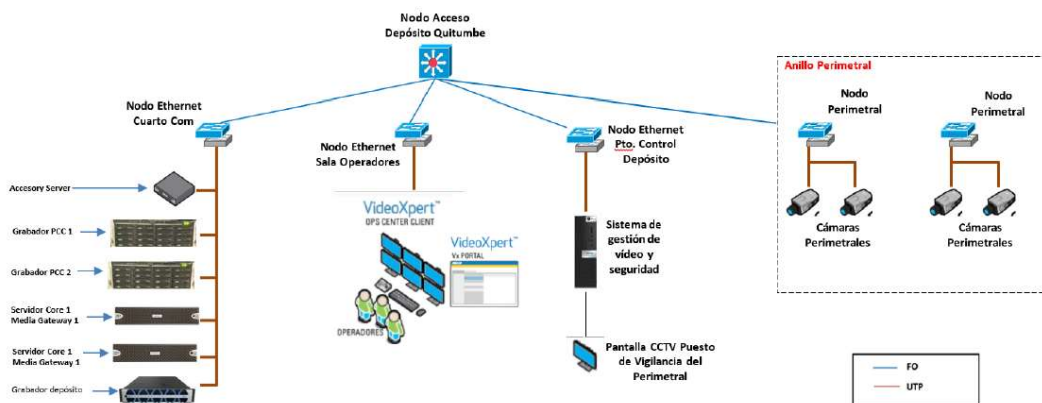 Nodo Acceso
Depósito Quitumbe
Nodo Ethernet
Cuarto Com
Accesory Server
Grabador PCC 1
Grabador PCC 2
Servidor Core 1
Media Gateway 1
Servidor Core 1
Media Gateway 1
Grabador depósito
Nodo Ethernet
Sala Operadores
VideoXpert™
OPS CENTER CLIENT
VideoXpert™
Vx PORTAL
OPERADORES
Nodo Ethernet
Pto. Control
Depósito
Sistema de
gestión de
vídeo y
seguridad
Pantalla CCTV Puesto
de Vigilancia del
Perimetral
Anillo Perimetral
Nodo
Perimetral
Cámaras
Perimetrales
Nodo
Perimetral
Cámaras
Perimetrales
FO
UTP